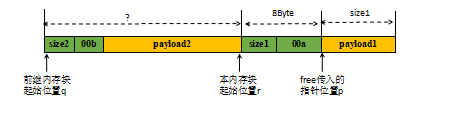 ?
8Byte
size1
size2
00b
payload2
size1
00a
payload1
前继内存块
起始位置q
本内存块
起始位置r
free传入的
指针位置p